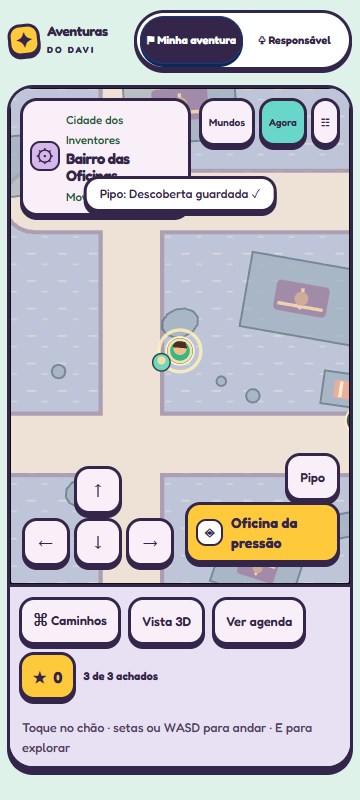 Aventuras
DO DAVI
Minha aventura
Responsável
Cidade dos
Inventores
Bairro das
Oficinas
Mundos
Agora
Pipo: Descoberta guardada ✓
↑
← ↓ →
Pipo
Oficina da
pressão
⌘ Caminhos
Vista 3D
Ver agenda
★ 0
3 de 3 achados
Toque no chão · setas ou WASD para andar · E para
explorar